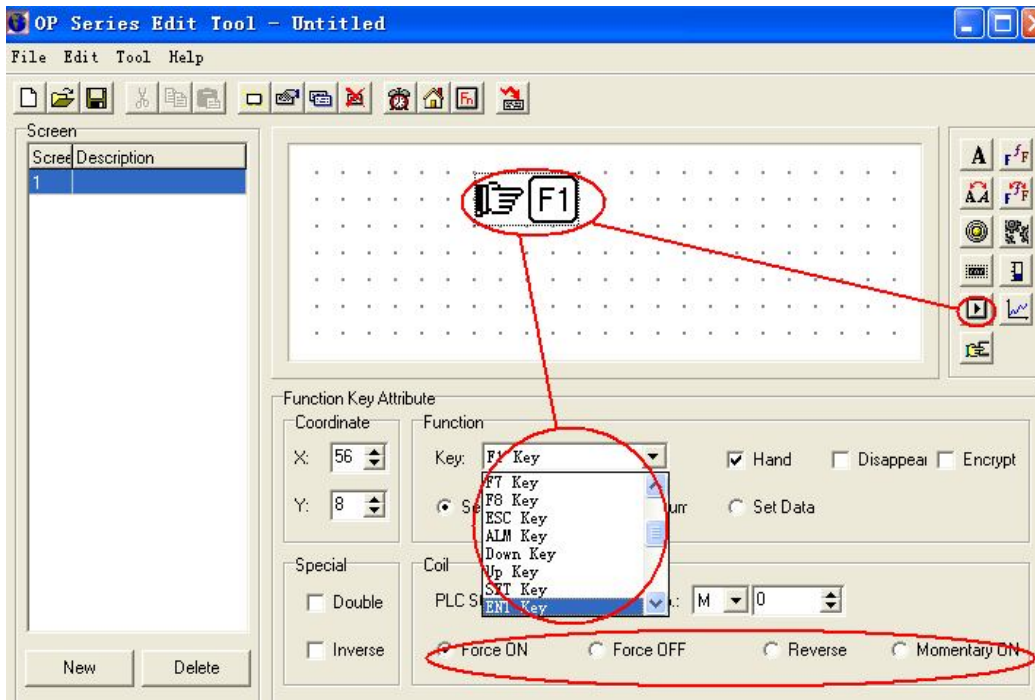 OP Series Edit Tool - Untitled
File Edit Tool Help
Fn
Screen
Scree Description
1
F1
A F f F
A A F F
Function Key Attribute
Coordinate
Function
X: 56
Key: F1 Key
Hand
Disappear
Encrypt
F7 Key
F8 Key
Y: 8
Set Data
ESC Key
ALM Key
Down Key
Up Key
SET Key
ENT Key
Special
Coil
Double
PLC
M 0
Inverse
Force ON
Force OFF
Reverse
Momentary ON
New
Delete